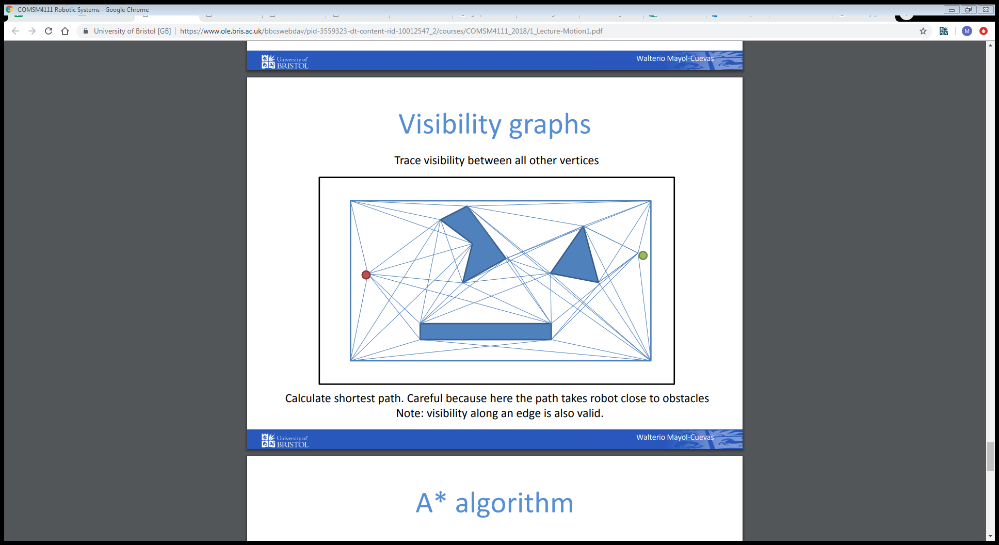 COMSM4111 Robotic Systems - Google Chrome
University of Bristol [GB]
https://www.ole.bris.ac.uk/bbcswebdav/pid-3559323-dt-content-rid-10012547_2/courses/COMSM4111_2018/1_Lecture-Motion1.pdf
M
University of
BRISTOL
Walterio Mayol-Cuevas
Visibility graphs
Trace visibility between all other vertices
Calculate shortest path. Careful because here the path takes robot close to obstacles
Note: visibility along an edge is also valid.
University of
BRISTOL
Walterio Mayol-Cuevas
A* algorithm